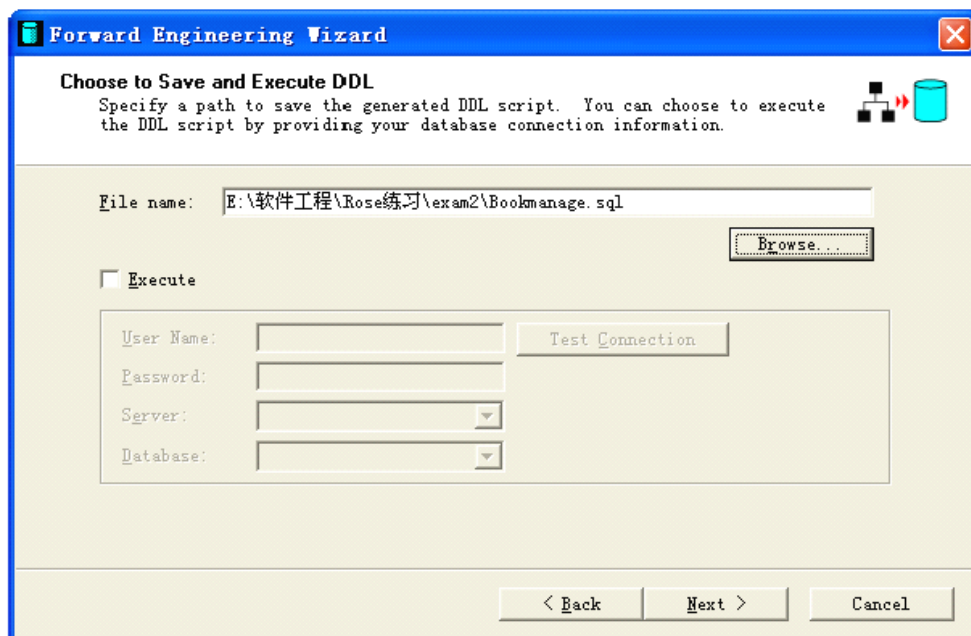 Forward Engineering Wizard
Choose to Save and Execute DDL
Specify a path to save the generated DDL script. You can choose to execute
the DDL script by providing your database connection information.
File name: E:\软件工程\Rose练习\exam2\Bookmanage.sql
Browse...
Execute
User Name: Test Connection
Password:
Server:
Database:
< Back Next > Cancel